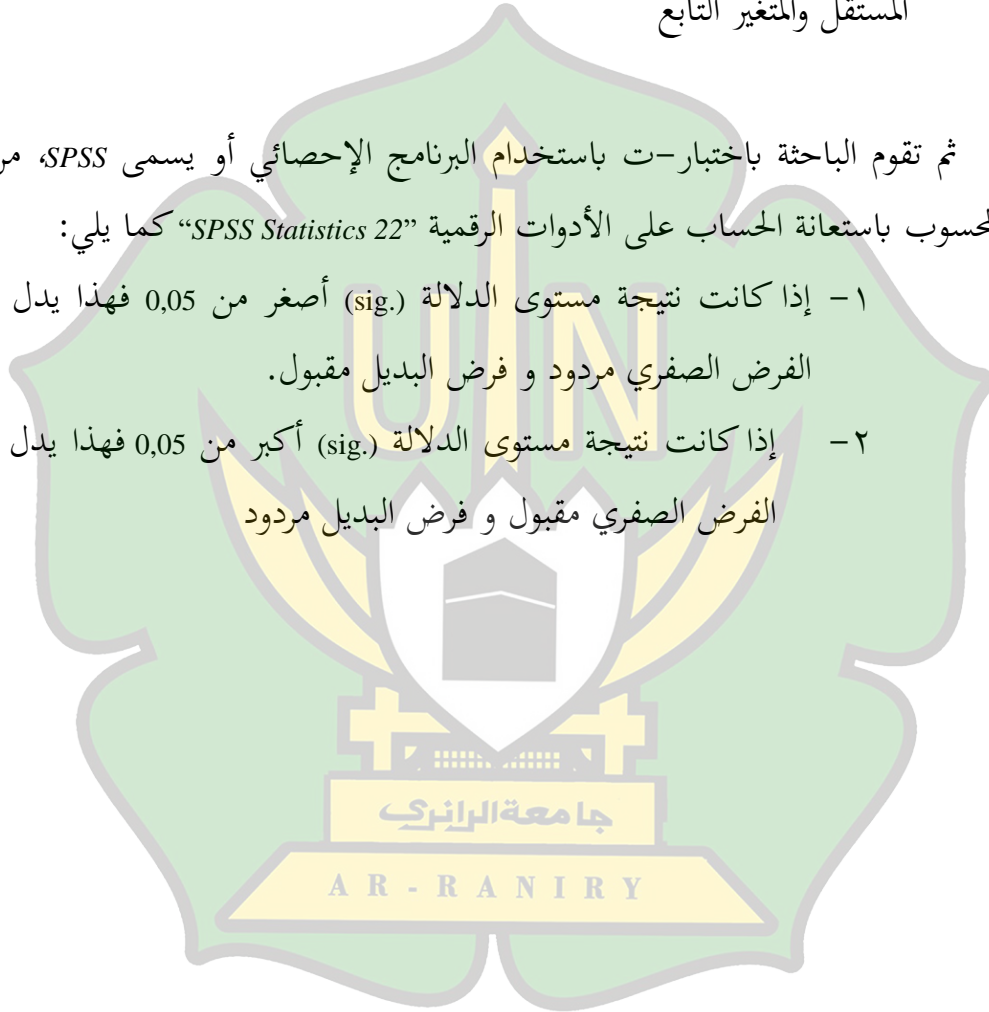 المستقل والمتغير التابع
ثم تقوم الباحثة باختبار–ت باستخدام البرنامج الإحصائي أو يسمى SPSS، من
باستعانة الحساب على الأدوات الرقمية "SPSS Statistics 22" كما يلي:
١– إذا كانت نتيجة مستوى الدلالة (sig.) أصغر من 0,05 فهذا يدل
الفرض الصفري مردود و فرض البديل مقبول.
٢– إذا كانت نتيجة مستوى الدلالة (sig.) أكبر من 0,05 فهذا يدل
الفرض الصفري مقبول و فرض البديل مردود
UIN
جامعة الرانري
AR-RANIRY